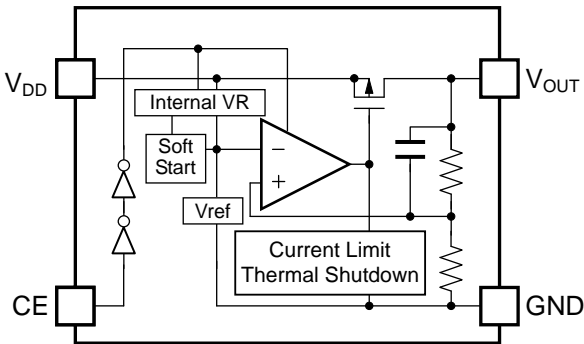 V_DD
V_OUT
Internal VR
Soft
Start
−
+
Vref
Current Limit
Thermal Shutdown
CE
GND